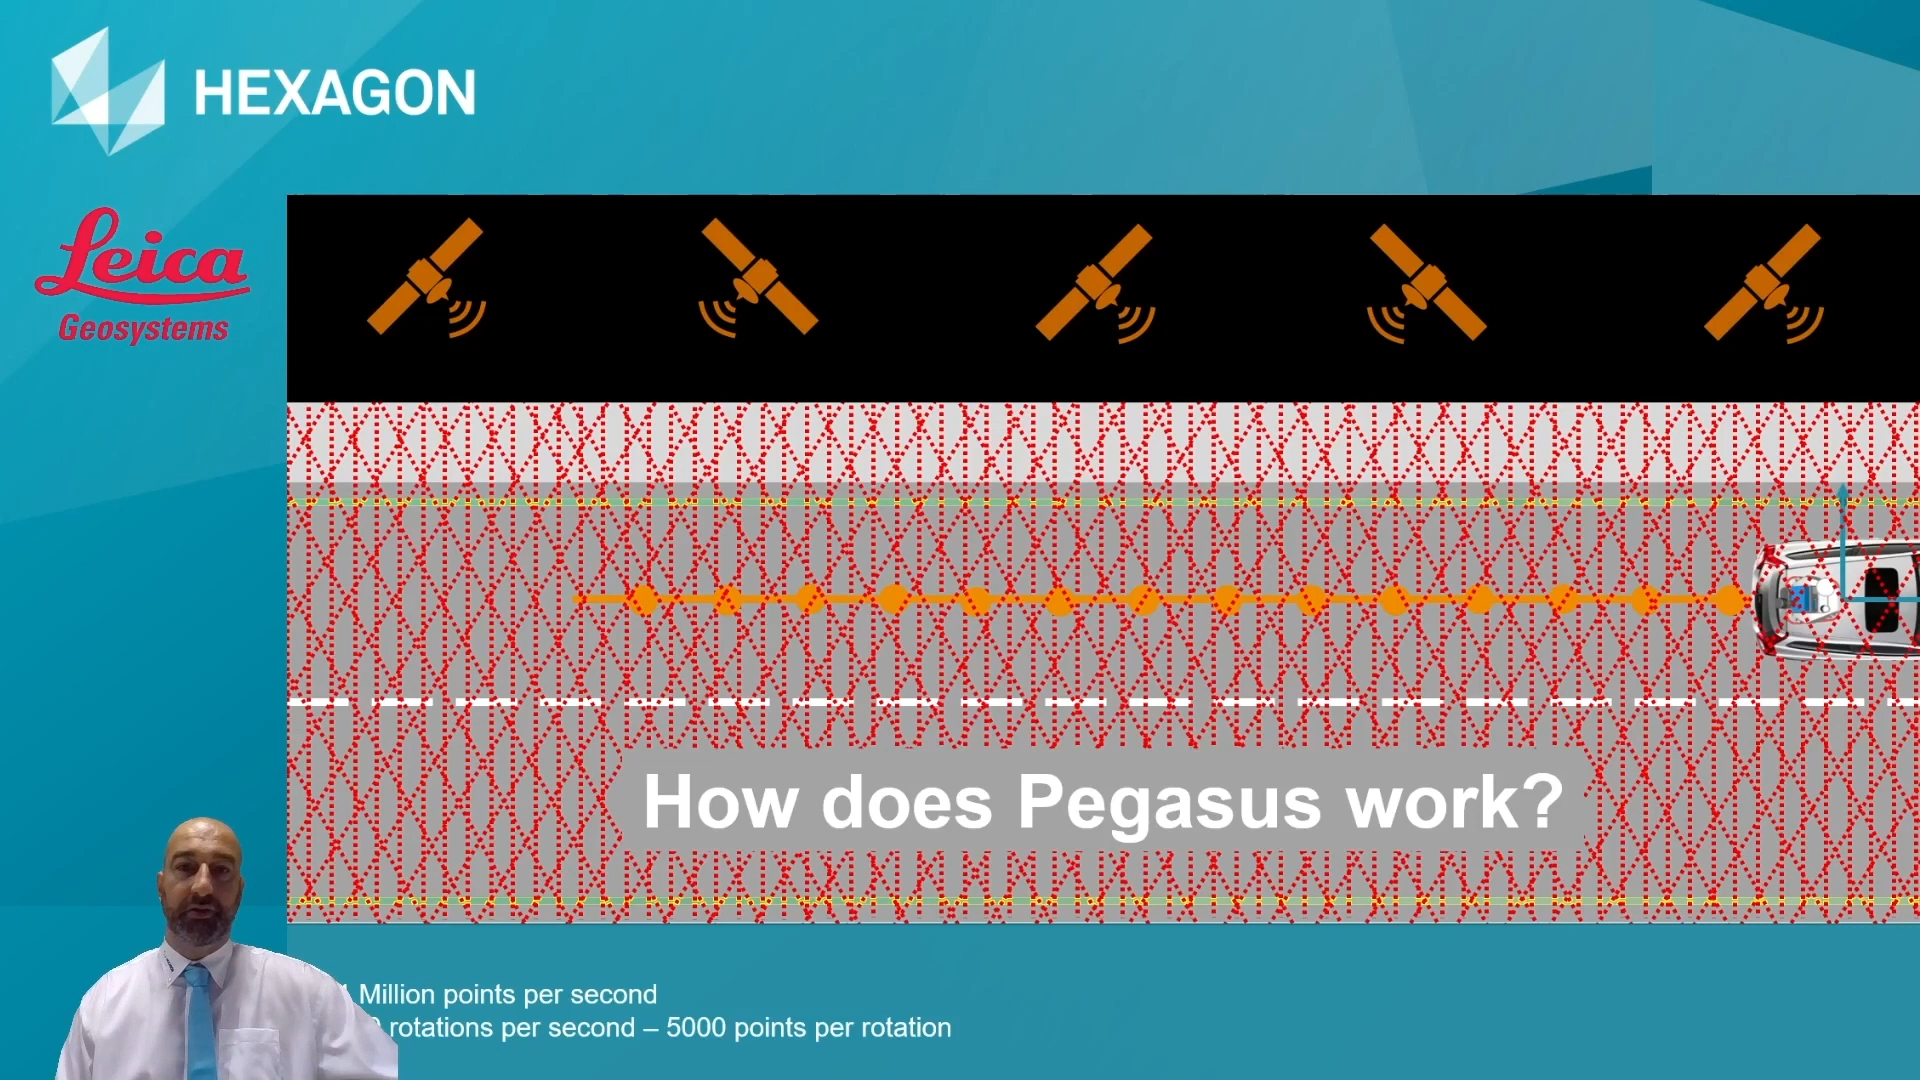 HEXAGON
Leica
Geosystems
How does Pegasus work?
Million points per second
rotations per second – 5000 points per rotation